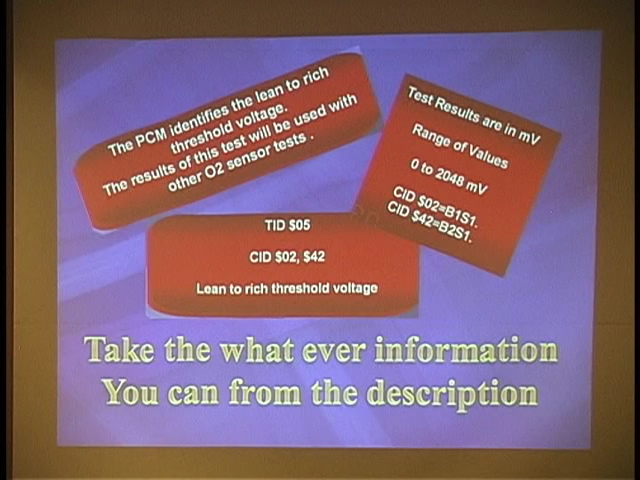 The PCM identifies the lean to rich
threshold voltage.
The results of this test will be used with
other O2 sensor tests .
Test Results are in mV
Range of Values
0 to 2048 mV
CID $02=B1S1.
CID $42=B2S1.
TID $05
CID $02, $42
Lean to rich threshold voltage
Take the what ever information
You can from the description